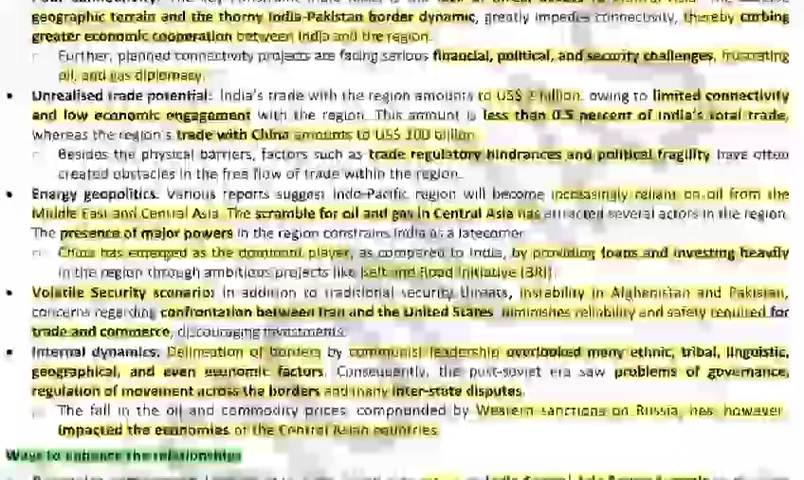 geographic terrain and the thorny India-Pakistan border dynamic, greatly impedes connectivity, thereby curbing
greater economic cooperation between India and the region.
Further, planned connectivity projects are facing serious financial, political, and security challenges, frustrating
oil, and gas diplomacy.
• Unrealised trade potential: India's trade with the region amounts to US$ 2 billion, owing to limited connectivity
and low economic engagement with the region. This amount is less than 0.5 percent of India's total trade,
whereas the region's trade with China amounts to US$ 100 billion.
Besides the physical barriers, factors such as trade regulatory hindrances and political fragility have often
created obstacles in the free flow of trade within the region.
• Energy geopolitics. Various reports suggest Indo-Pacific region will become increasingly reliant on oil from the
Middle East and Central Asia. The scramble for oil and gas in Central Asia has attracted several actors in the region.
The presence of major powers in the region constrains India as a latecomer.
China has emerged as the dominant player, as compared to India, by providing loans and investing heavily
in the region through ambitious projects like Belt and Road Initiative (BRI).
• Volatile Security scenario: In addition to traditional security threats, instability in Afghanistan and Pakistan,
concerns regarding confrontation between Iran and the United States diminishes reliability and safety required for
trade and commerce, discouraging investments.
• Internal dynamics. Delineation of borders by communist leadership overlooked many ethnic, tribal, linguistic,
geographical, and even economic factors. Consequently, the post-soviet era saw problems of governance,
regulation of movement across the borders and many inter-state disputes.
The fall in the oil and commodity prices, compounded by Western sanctions on Russia, has, however
impacted the economies of the Central Asian countries.
Ways to enhance the relationships